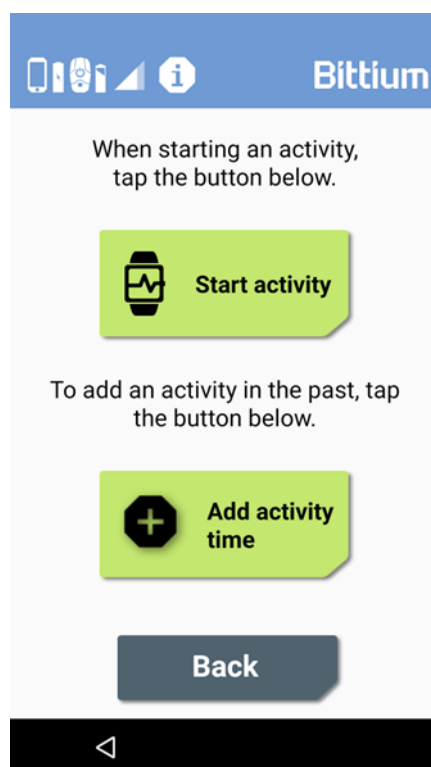 Bittium
When starting an activity,
tap the button below.
Start activity
To add an activity in the past, tap
the button below.
Add activity
time
Back